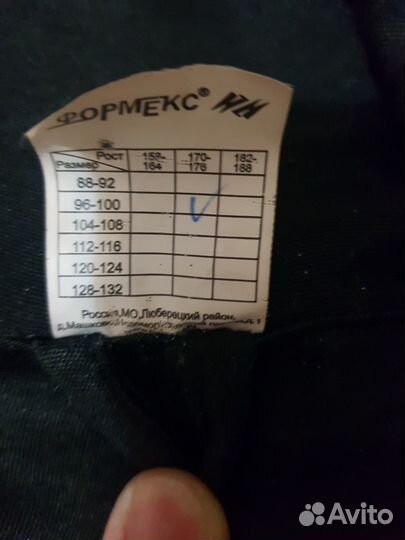 ФОРМЕКС®
Рост 158-164 170-176 182-188
Размер
88-92
96-100
104-108
112-116
120-124
128-132
Россия,МО,Люберецкий район,
д.Машково,
Avito